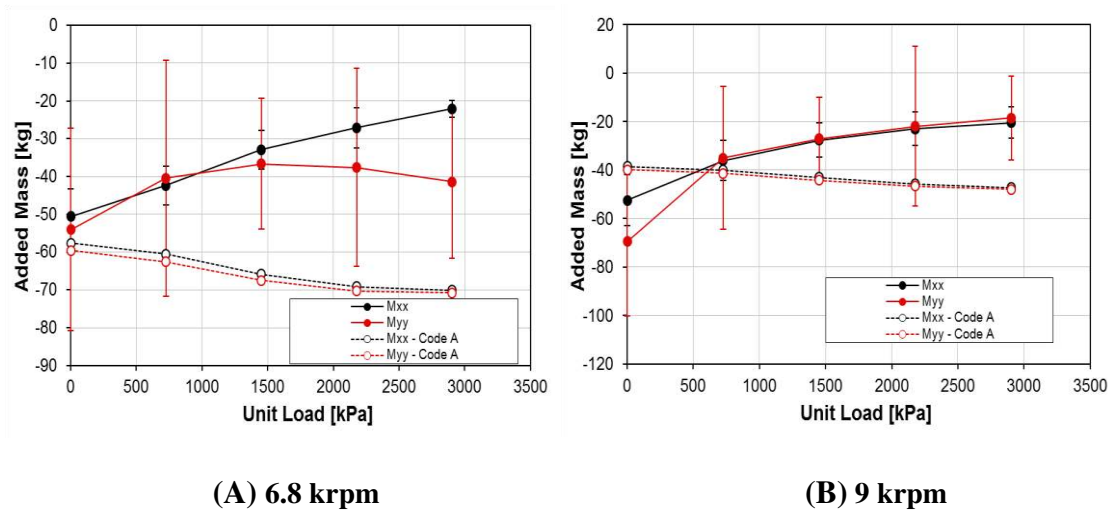 0
-10
-20
-30
-40
-50
-60
-70
-80
-90
Added Mass [kg]
0 500 1000 1500 2000 2500 3000 3500
Unit Load [kPa]
Mxx
Myy
Mxx - Code A
Myy - Code A
20
0
-20
-40
-60
-80
-100
-120
Added Mass [kg]
0 500 1000 1500 2000 2500 3000 3500
Unit Load [kPa]
Mxx
Myy
Mxx - Code A
Myy - Code A
(A) 6.8 krpm
(B) 9 krpm